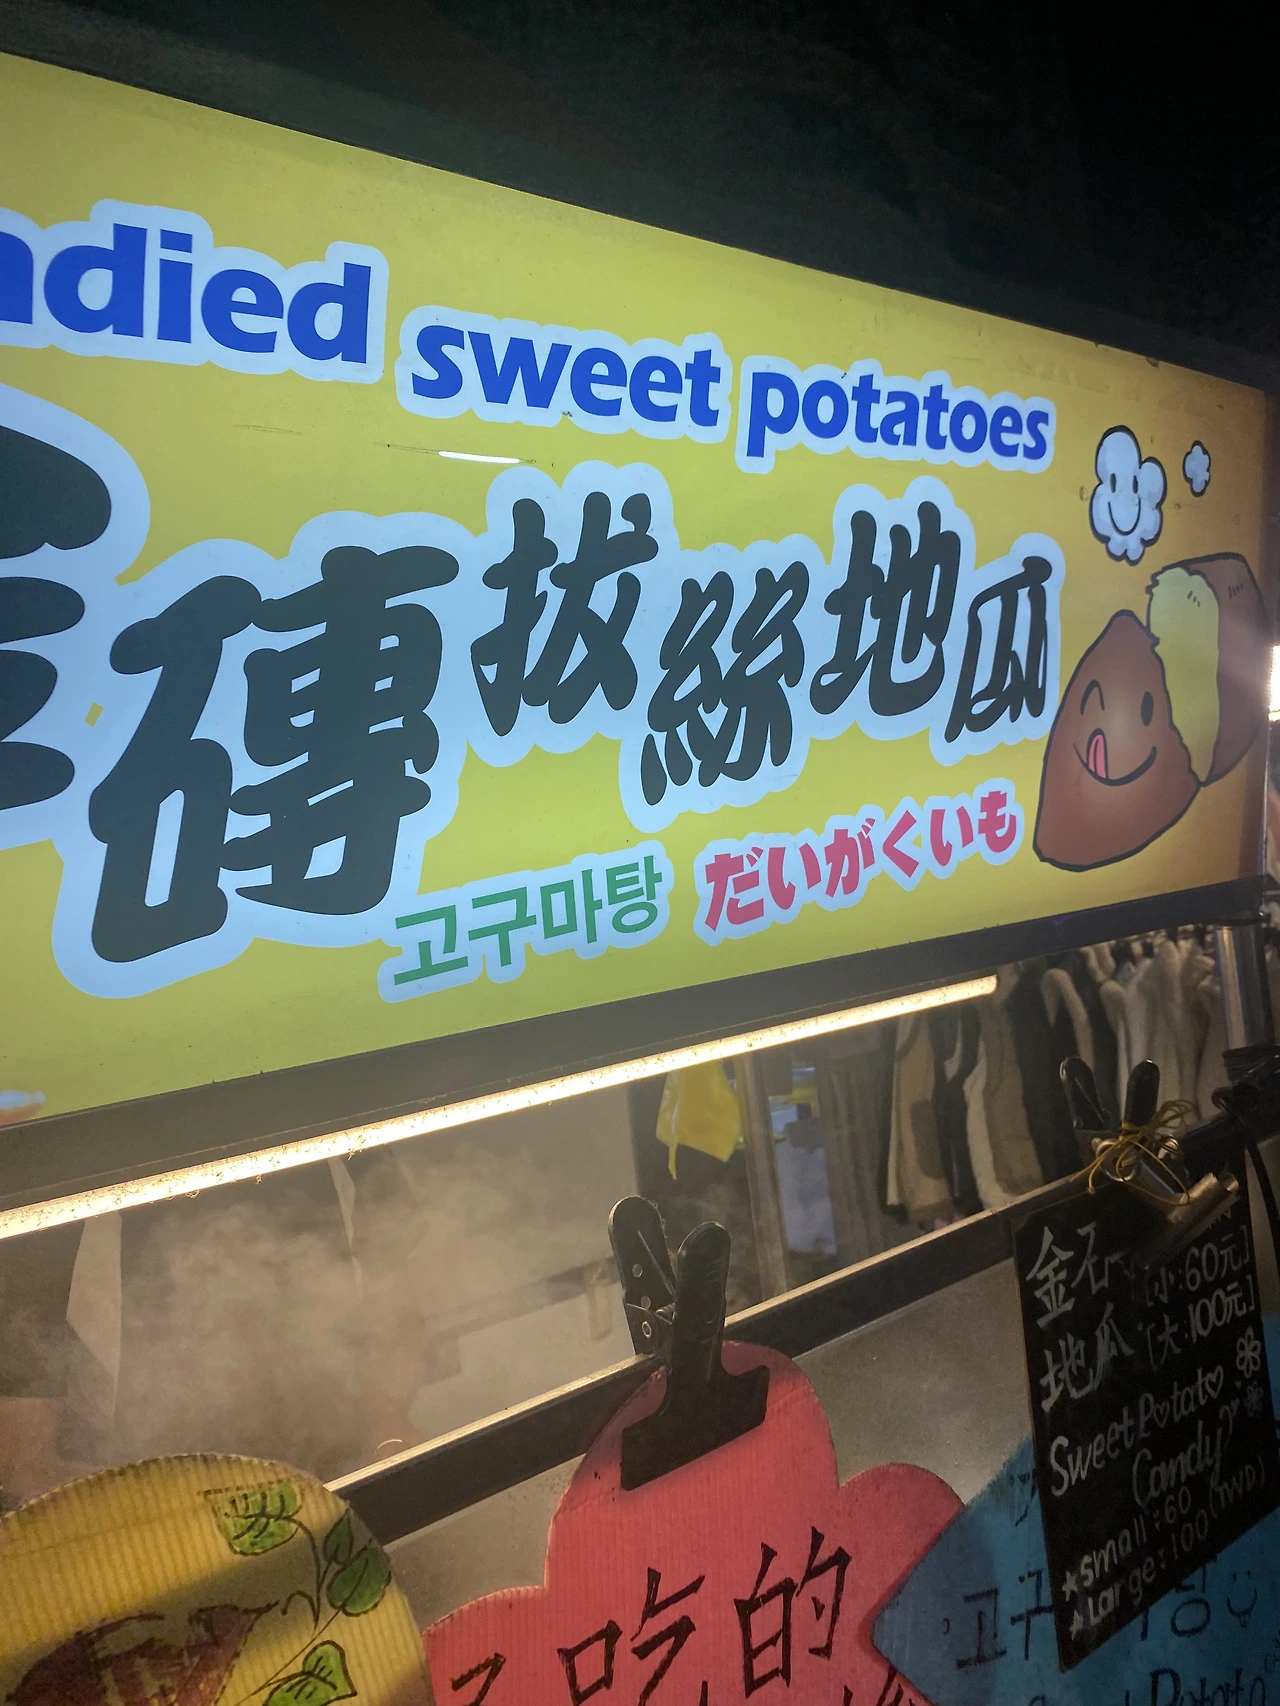 ndied sweet potatoes
磚拔絲地瓜
고구마탕 だいがくいも
金石 [小:60元]
地瓜 [大:100元]
Sweet Potato
Candy
★small:60
★Large:100(TWD)
吃的
고구